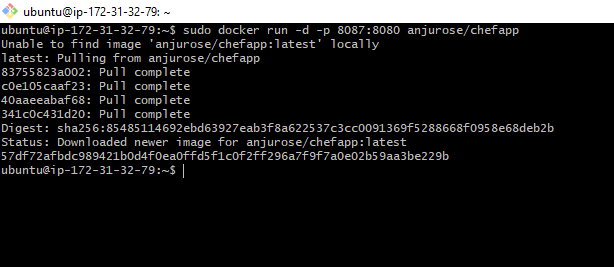 ubuntu@ip-172-31-32-79: ~
ubuntu@ip-172-31-32-79:~$ sudo docker run -d -p 8087:8080 anjurose/chefapp
Unable to find image 'anjurose/chefapp:latest' locally
latest: Pulling from anjurose/chefapp
83755823a002: Pull complete
c0e105caaf23: Pull complete
40aaeeabaf68: Pull complete
341c0c431d20: Pull complete
Digest: sha256:85485114692ebd63927eab3f8a622537c3cc0091369f5288668f0958e68deb2b
Status: Downloaded newer image for anjurose/chefapp:latest
57df72afbdc989421b0d4f0ea0ffd5f1c0f2ff296a7f9f7a0e02b59aa3be229b
ubuntu@ip-172-31-32-79:~$